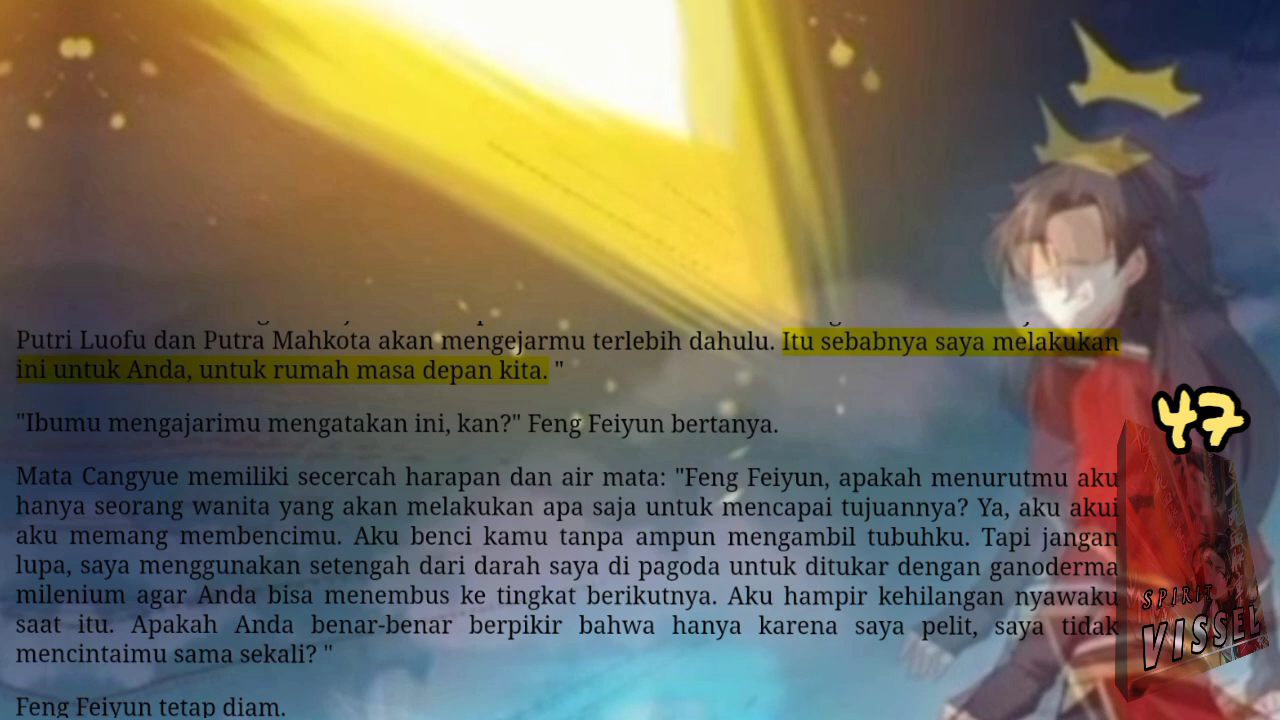 Putri Luofu dan Putra Mahkota akan mengejarmu terlebih dahulu. Itu sebabnya saya melakukan
ini untuk Anda, untuk rumah masa depan kita. "
"Ibumu mengajarimu mengatakan ini, kan?" Feng Feiyun bertanya.
Mata Cangyue memiliki secercah harapan dan air mata: "Feng Feiyun, apakah menurutmu aku
hanya seorang wanita yang akan melakukan apa saja untuk mencapai tujuannya? Ya, aku akui
aku memang membencimu. Aku benci kamu tanpa ampun mengambil tubuhku. Tapi jangan
lupa, saya menggunakan setengah dari darah saya di pagoda untuk ditukar dengan ganoderma
milenium agar Anda bisa menembus ke tingkat berikutnya. Aku hampir kehilangan nyawaku
saat itu. Apakah Anda benar-benar berpikir bahwa hanya karena saya pelit, saya tidak
mencintaimu sama sekali? "
Feng Feiyun tetap diam.
47
SPIRIT
VISSEL